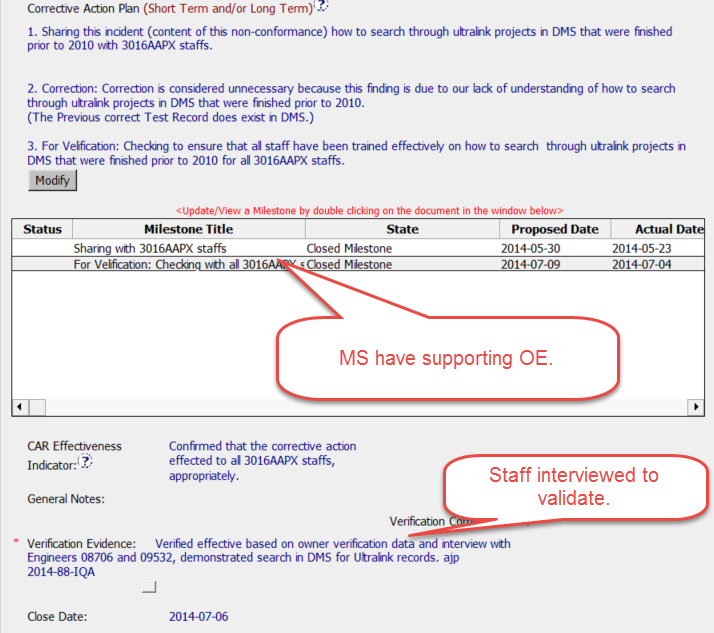 Corrective Action Plan (Short Term and/or Long Term) ?
1. Sharing this incident (content of this non-conformance) how to search through ultralink projects in DMS that were finished
prior to 2010 with 3016AAPX staffs.
2. Correction: Correction is considered unnecessary because this finding is due to our lack of understanding of how to search
through ultralink projects in DMS that were finished prior to 2010.
(The Previous correct Test Record does exist in DMS.)
3. For Velification: Checking to ensure that all staff have been trained effectively on how to search through ultralink projects in
DMS that were finished prior to 2010 for all 3016AAPX staffs.
Modify
<Update/View a Milestone by double clicking on the document in the window below>
Status Milestone Title State Proposed Date Actual Date
Sharing with 3016AAPX staffs Closed Milestone 2014-05-30 2014-05-23
For Velification: Checking with all 3016AAPX s Closed Milestone 2014-07-09 2014-07-04
MS have supporting OE.
CAR Effectiveness
Indicator: ?
Confirmed that the corrective action
effected to all 3016AAPX staffs,
appropriately.
Staff interviewed to
validate.
General Notes:
Verification
* Verification Evidence: Verified effective based on owner verification data and interview with
Engineers 08706 and 09532, demonstrated search in DMS for Ultralink records. ajp
2014-88-IQA
Close Date: 2014-07-06